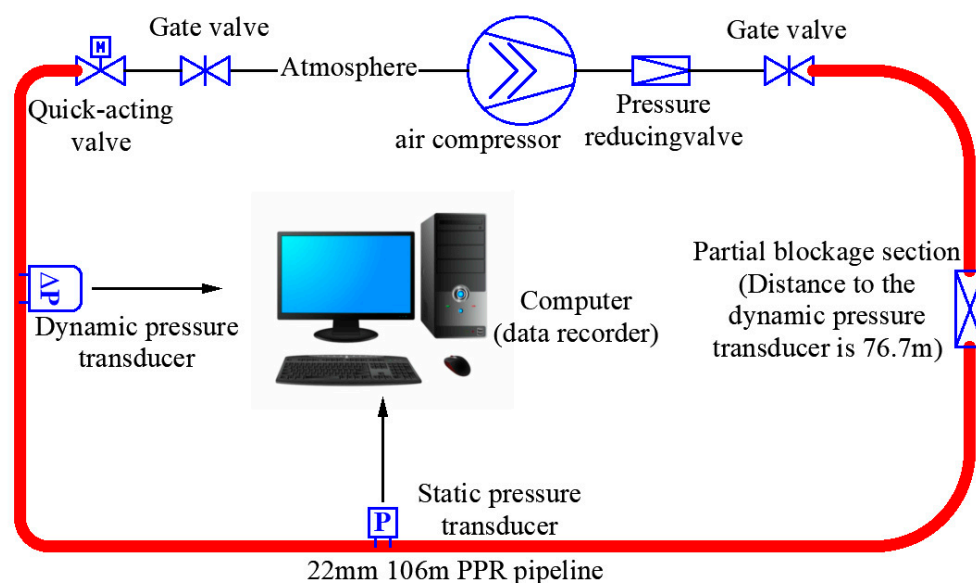 Gate valve
Gate valve
M
Atmosphere
Quick-acting
valve
air compressor
Pressure
reducingvalve
Partial blockage section
(Distance to the
dynamic pressure
transducer is 76.7m)
ΔP
Dynamic pressure
transducer
Computer
(data recorder)
Static pressure
transducer
P
22mm 106m PPR pipeline